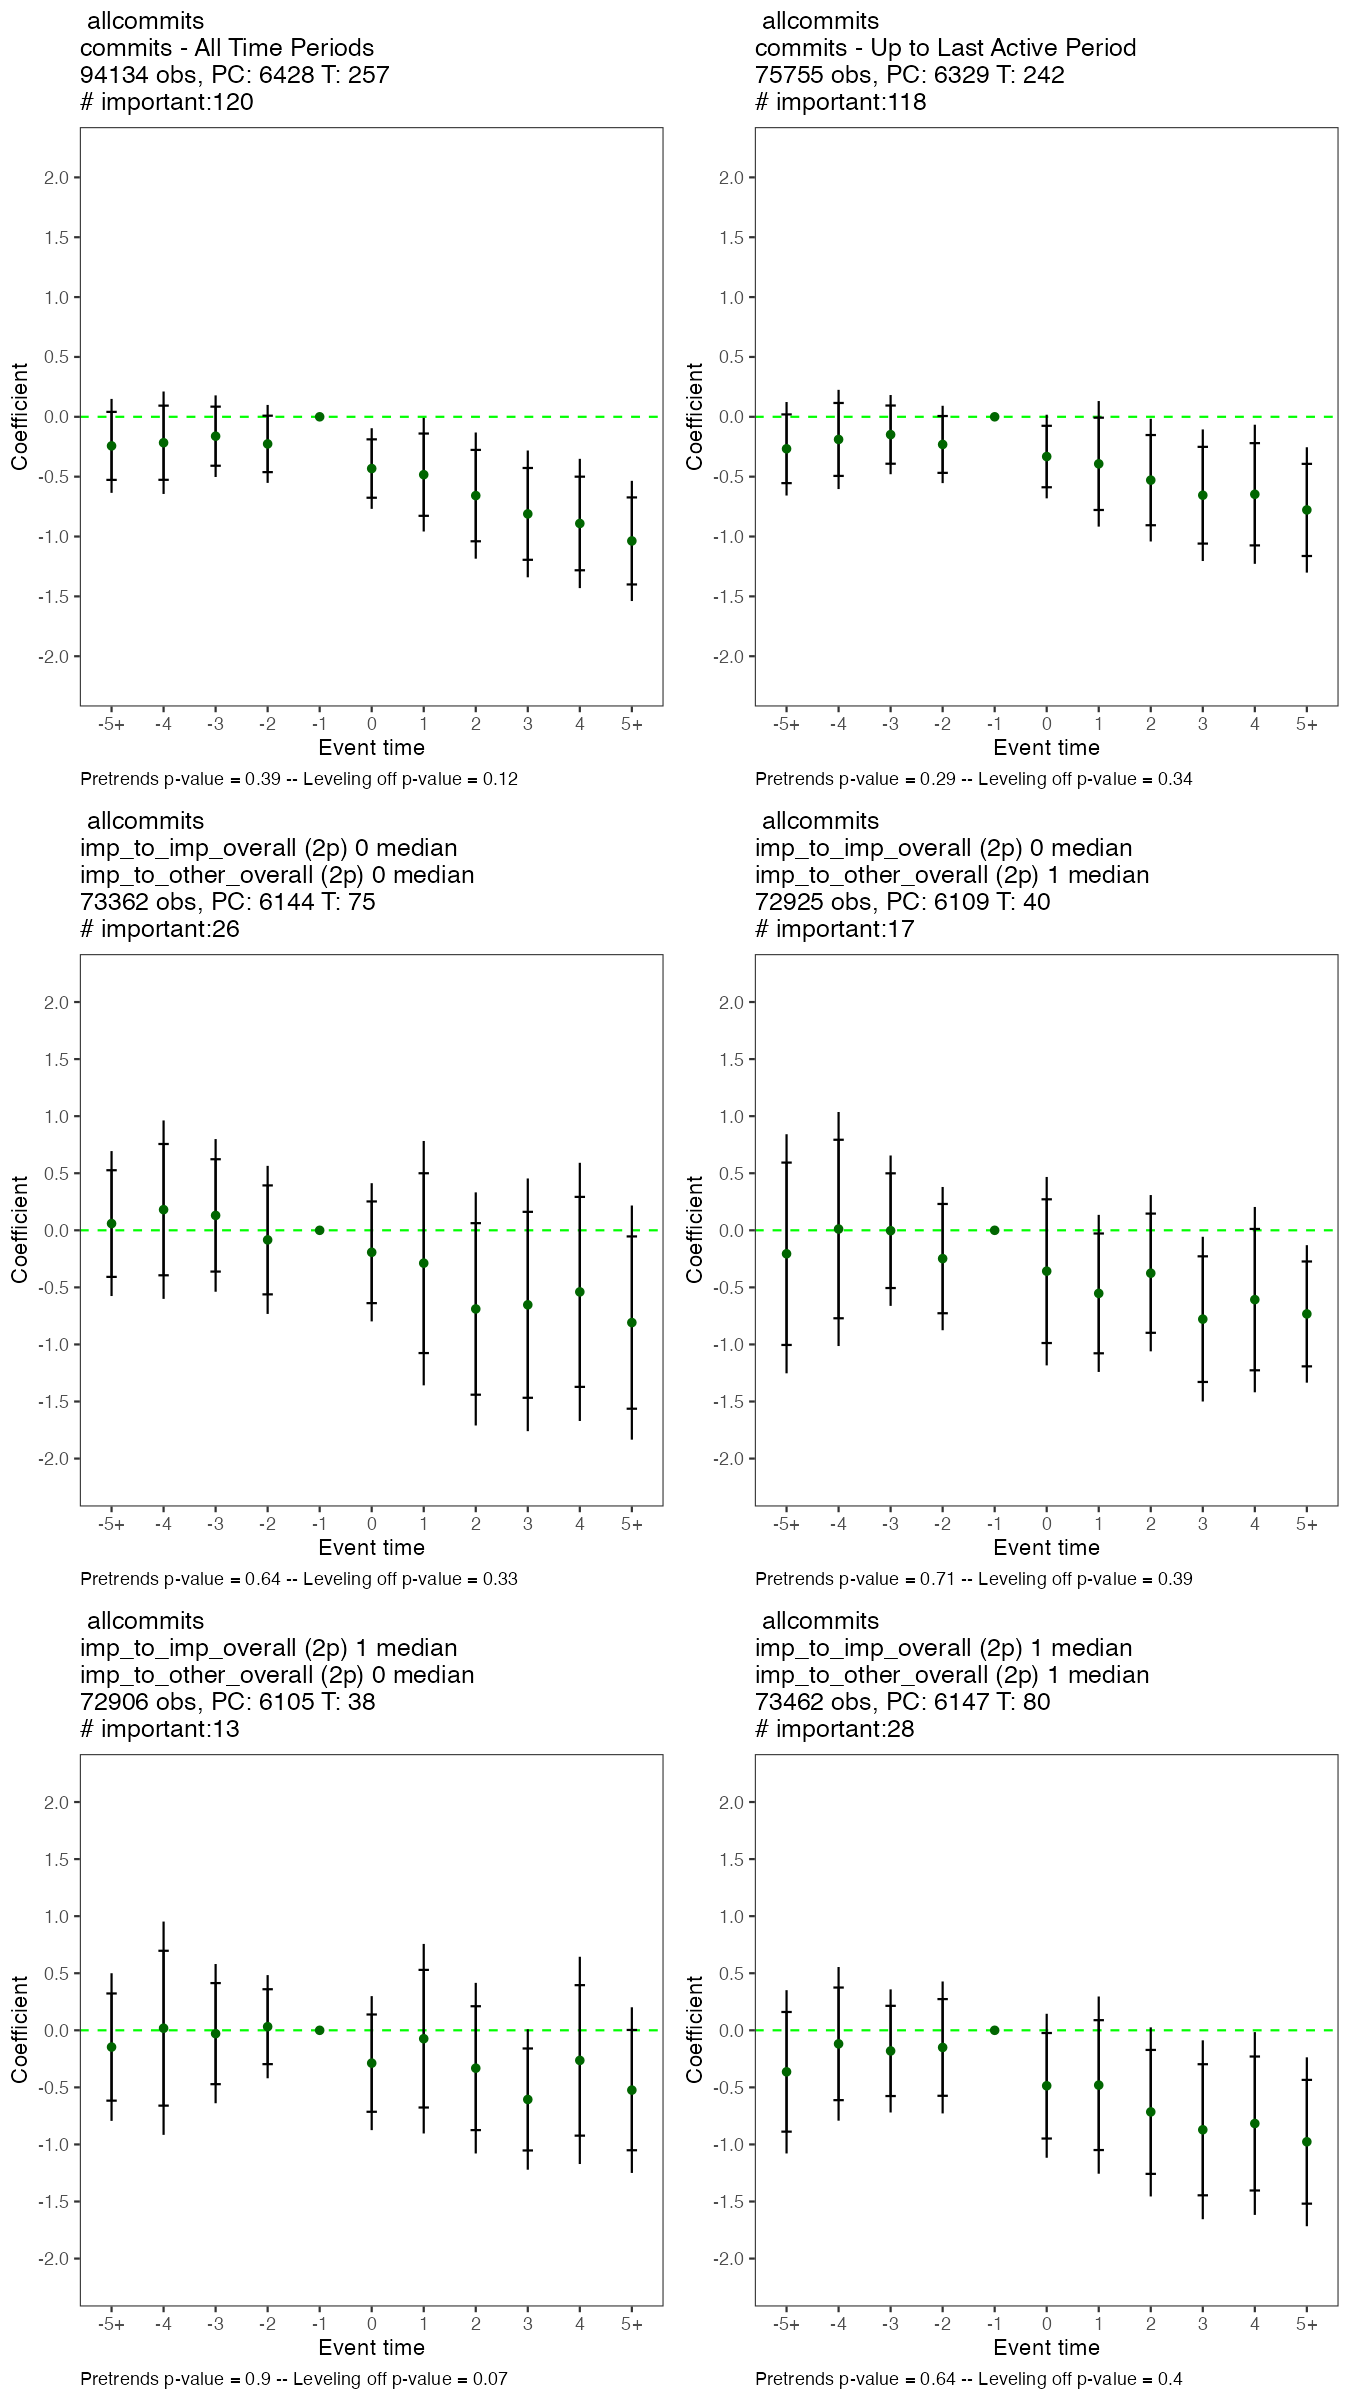 allcommits
commits - All Time Periods
94134 obs, PC: 6428 T: 257
# important:120
2.0
1.5
1.0
0.5
0.0
-0.5
-1.0
-1.5
-2.0
Coefficient
-5+ -4 -3 -2 -1 0 1 2 3 4 5+
Event time
Pretrends p-value = 0.39 -- Leveling off p-value = 0.12
allcommits
commits - Up to Last Active Period
75755 obs, PC: 6329 T: 242
# important:118
2.0
1.5
1.0
0.5
0.0
-0.5
-1.0
-1.5
-2.0
Coefficient
-5+ -4 -3 -2 -1 0 1 2 3 4 5+
Event time
Pretrends p-value = 0.29 -- Leveling off p-value = 0.34
allcommits
imp_to_imp_overall (2p) 0 median
imp_to_other_overall (2p) 0 median
73362 obs, PC: 6144 T: 75
# important:26
2.0
1.5
1.0
0.5
0.0
-0.5
-1.0
-1.5
-2.0
Coefficient
-5+ -4 -3 -2 -1 0 1 2 3 4 5+
Event time
Pretrends p-value = 0.64 -- Leveling off p-value = 0.33
allcommits
imp_to_imp_overall (2p) 0 median
imp_to_other_overall (2p) 1 median
72925 obs, PC: 6109 T: 40
# important:17
2.0
1.5
1.0
0.5
0.0
-0.5
-1.0
-1.5
-2.0
Coefficient
-5+ -4 -3 -2 -1 0 1 2 3 4 5+
Event time
Pretrends p-value = 0.71 -- Leveling off p-value = 0.39
allcommits
imp_to_imp_overall (2p) 1 median
imp_to_other_overall (2p) 0 median
72906 obs, PC: 6105 T: 38
# important:13
2.0
1.5
1.0
0.5
0.0
-0.5
-1.0
-1.5
-2.0
Coefficient
-5+ -4 -3 -2 -1 0 1 2 3 4 5+
Event time
Pretrends p-value = 0.9 -- Leveling off p-value = 0.07
allcommits
imp_to_imp_overall (2p) 1 median
imp_to_other_overall (2p) 1 median
73462 obs, PC: 6147 T: 80
# important:28
2.0
1.5
1.0
0.5
0.0
-0.5
-1.0
-1.5
-2.0
Coefficient
-5+ -4 -3 -2 -1 0 1 2 3 4 5+
Event time
Pretrends p-value = 0.64 -- Leveling off p-value = 0.4